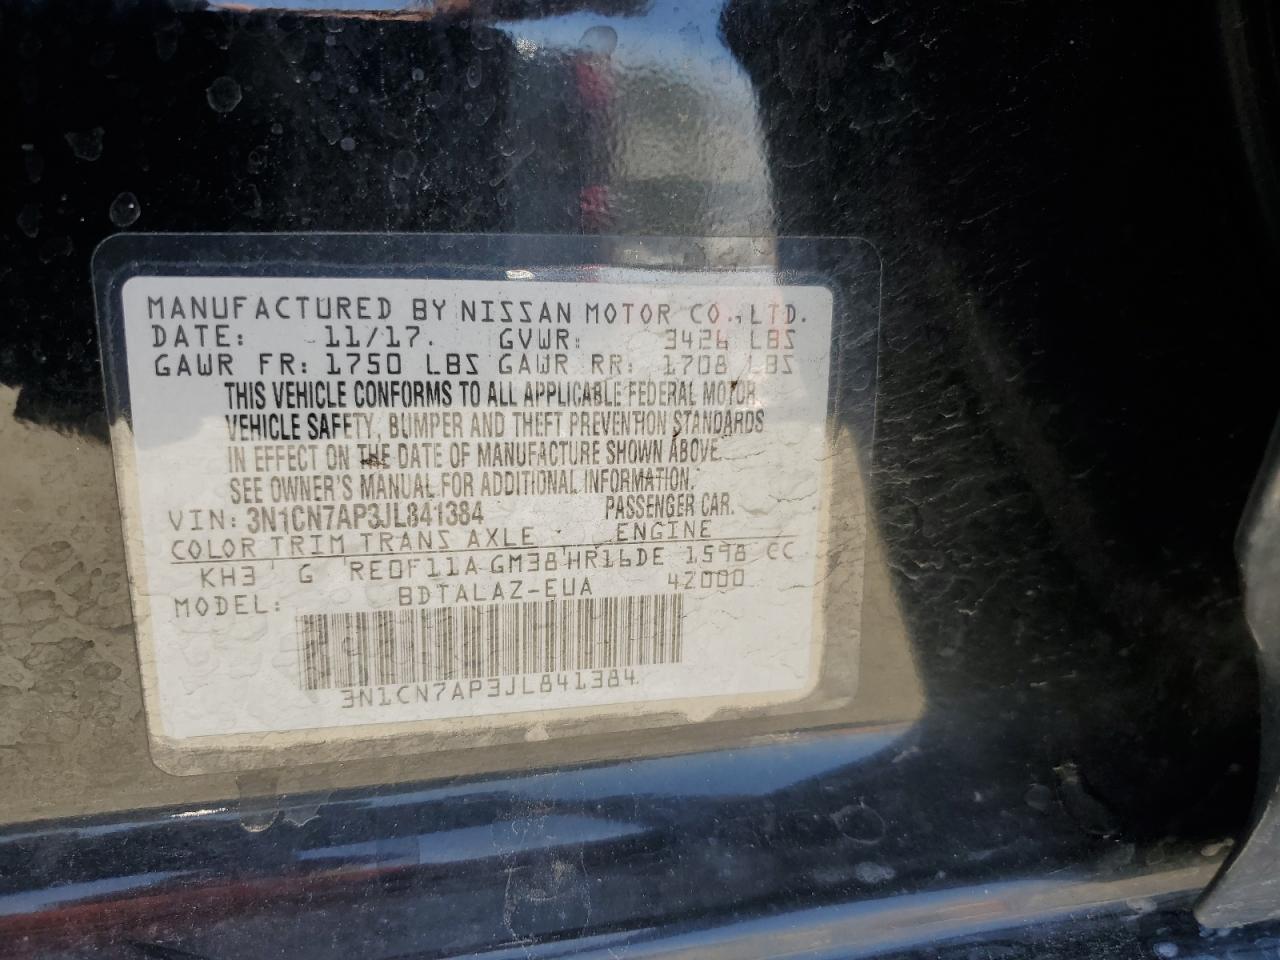 MANUFACTURED BY NISSAN MOTOR CO.,LTD.
DATE: 11/17. GVWR: 3426 LBS
GAWR FR: 1750 LBS GAWR RR: 1708 LBS
THIS VEHICLE CONFORMS TO ALL APPLICABLE FEDERAL MOTOR
VEHICLE SAFETY, BUMPER AND THEFT PREVENTION STANDARDS
IN EFFECT ON THE DATE OF MANUFACTURE SHOWN ABOVE.
SEE OWNER'S MANUAL FOR ADDITIONAL INFORMATION.
VIN: 3N1CN7AP3JL841384 PASSENGER CAR.
COLOR TRIM TRANS AXLE ENGINE
KH3 G RE0F11A GM38 HR16DE 1598 CC
MODEL: BDTALAZ-EUA 42000
3N1CN7AP3JL841384